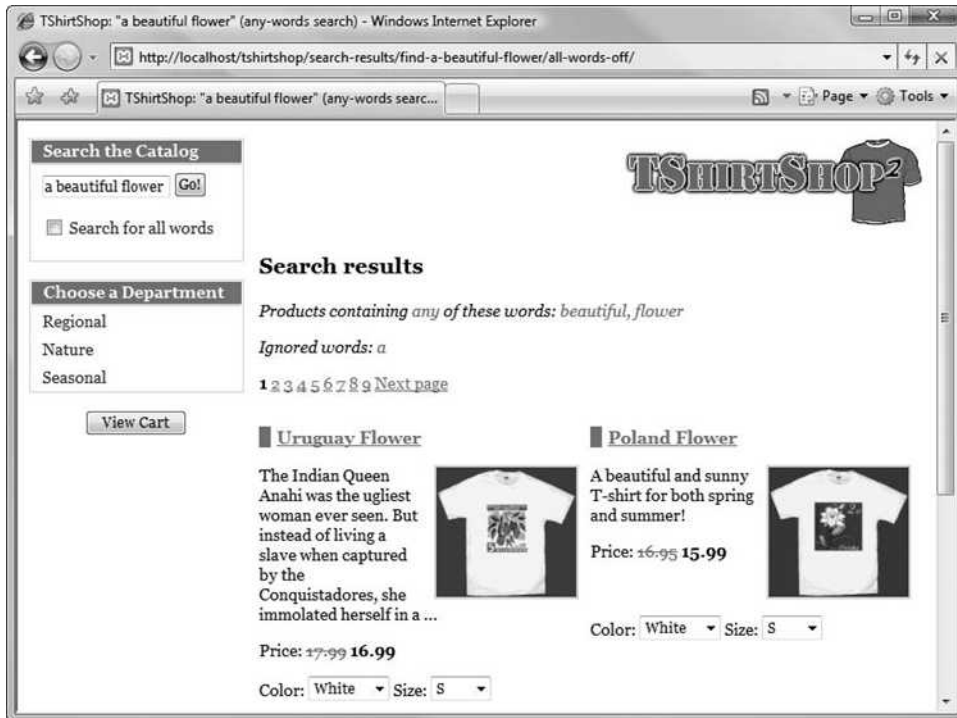 TShirtShop: "a beautiful flower" (any-words search) - Windows Internet Explorer
http://localhost/tshirtshop/search-results/find-a-beautiful-flower/all-words-off/
TShirtShop: "a beautiful flower" (any-words searc...
Page
Tools
Search the Catalog
a beautiful flower Go!
Search for all words
Choose a Department
Regional
Nature
Seasonal
View Cart
TSHIRTSHOP 2
Search results
Products containing any of these words: beautiful, flower
Ignored words: a
1 2 3 4 5 6 7 8 9 Next page
Uruguay Flower
The Indian Queen
Anahi was the ugliest
woman ever seen. But
instead of living a
slave when captured
by the
Conquistadores, she
immolated herself in a ...
Price: 17.99 16.99
Color: White Size: S
Poland Flower
A beautiful and sunny
T-shirt for both spring
and summer!
Price: 16.95 15.99
Color: White Size: S